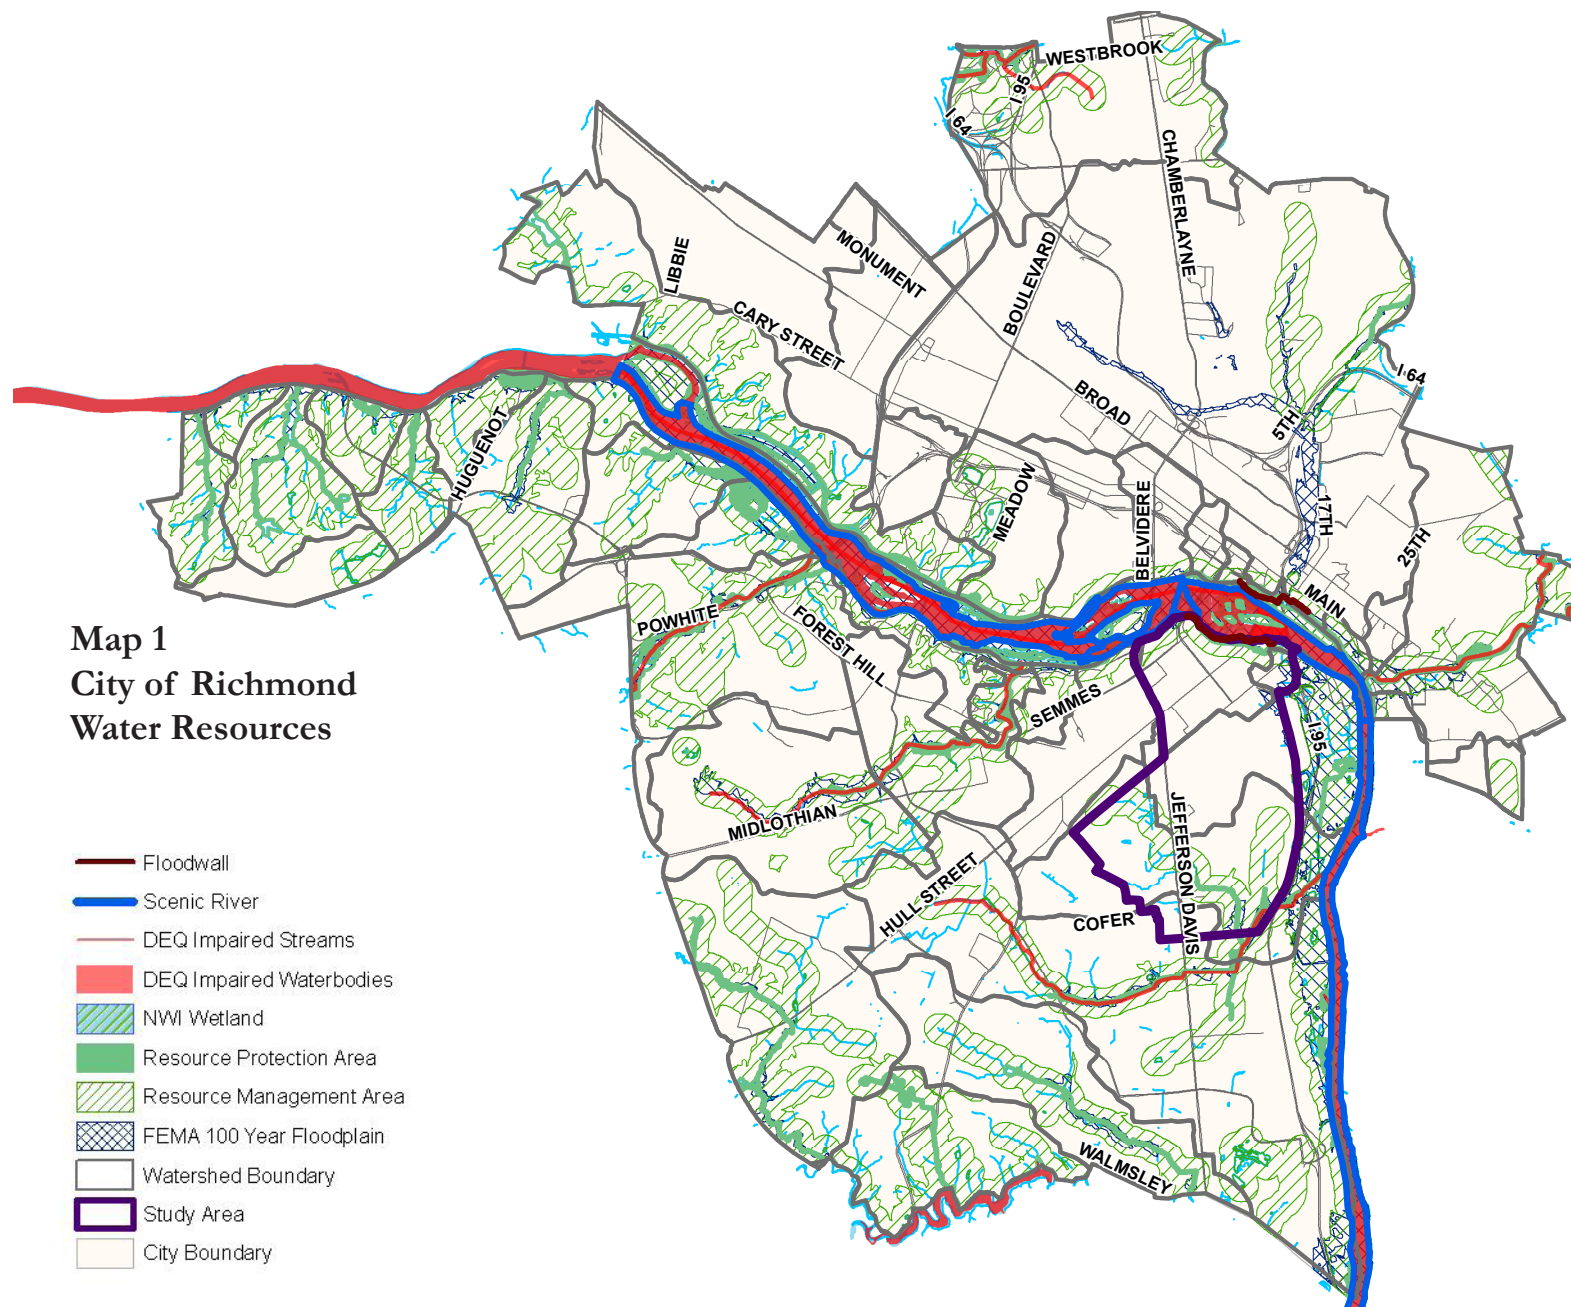 WESTBROOK
I 95
I 64
CHAMBERLAYNE
LIBBIE
MONUMENT
BOULEVARD
CARY STREET
I 64
BROAD
5TH
HUGUENOT
MEADOW
BELVIDERE
17TH
25TH
MAIN
POWHITE
FOREST HILL
Map 1
City of Richmond
Water Resources
SEMMES
I 95
MIDLOTHIAN
JEFFERSON DAVIS
HULL STREET
COFER
WALMSLEY
Floodwall
Scenic River
DEQ Impaired Streams
DEQ Impaired Waterbodies
NWI Wetland
Resource Protection Area
Resource Management Area
FEMA 100 Year Floodplain
Watershed Boundary
Study Area
City Boundary